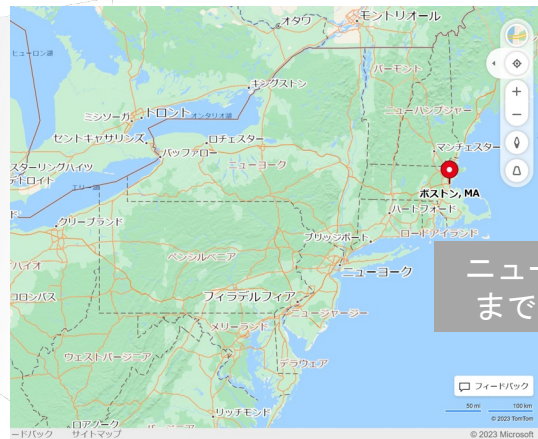 オタワ
モントリオール
ヒューロン湖
バーモント
キングストン
ミシソーガ
トロント
オンタリオ湖
ニューハンプシャー
セントキャサリンズ
ロチェスター
マンチェスター
バッファロー
ニューヨーク
スターリングハイツ
デトロイト
エリー湖
ボストン, MA
ハートフォード
クリーブランド
ブリッジポート
ロードアイランド
ペンシルベニア
ニューヨーク
ニュー
まで
コロンバス
フィラデルフィア
ニュージャージー
メリーランド
ウェストバージニア
デラウェア
フィードバック
リッチモンド
50 mi 100 km
© 2023 TomTom
ロアノーク
ードバック サイトマップ
© 2023 Microsoft